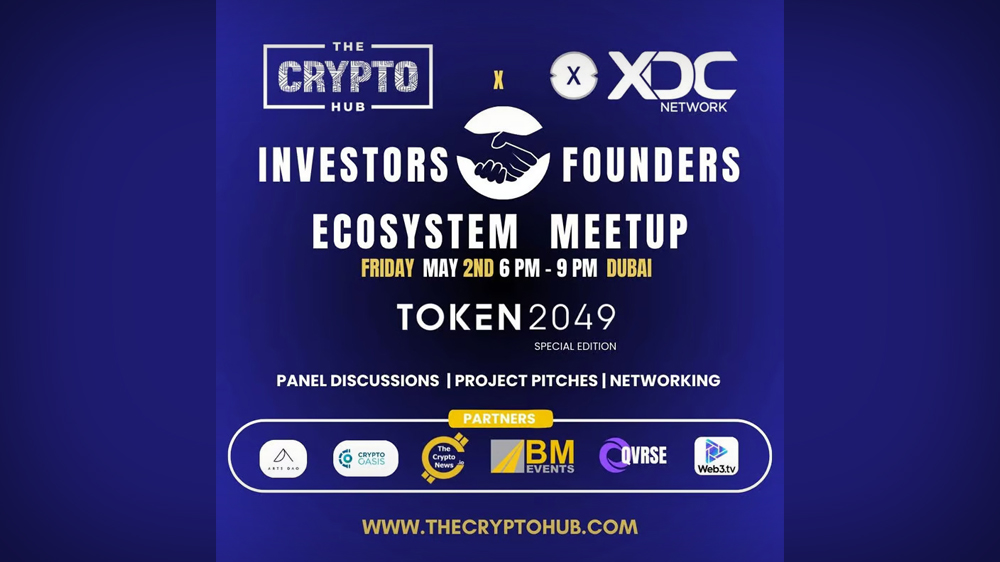 THE
CRYPTO
HUB
X
X
XDC
NETWORK
INVESTORS FOUNDERS
ECOSYSTEM MEETUP
FRIDAY MAY 2ND 6 PM - 9 PM DUBAI
TOKEN2049
SPECIAL EDITION
PANEL DISCUSSIONS | PROJECT PITCHES | NETWORKING
PARTNERS
ARTS DAO
CRYPTO
OASIS
The
Crypto
News
BM
EVENTS
QVRSE
Web3.tv
WWW.THECRYPTOHUB.COM